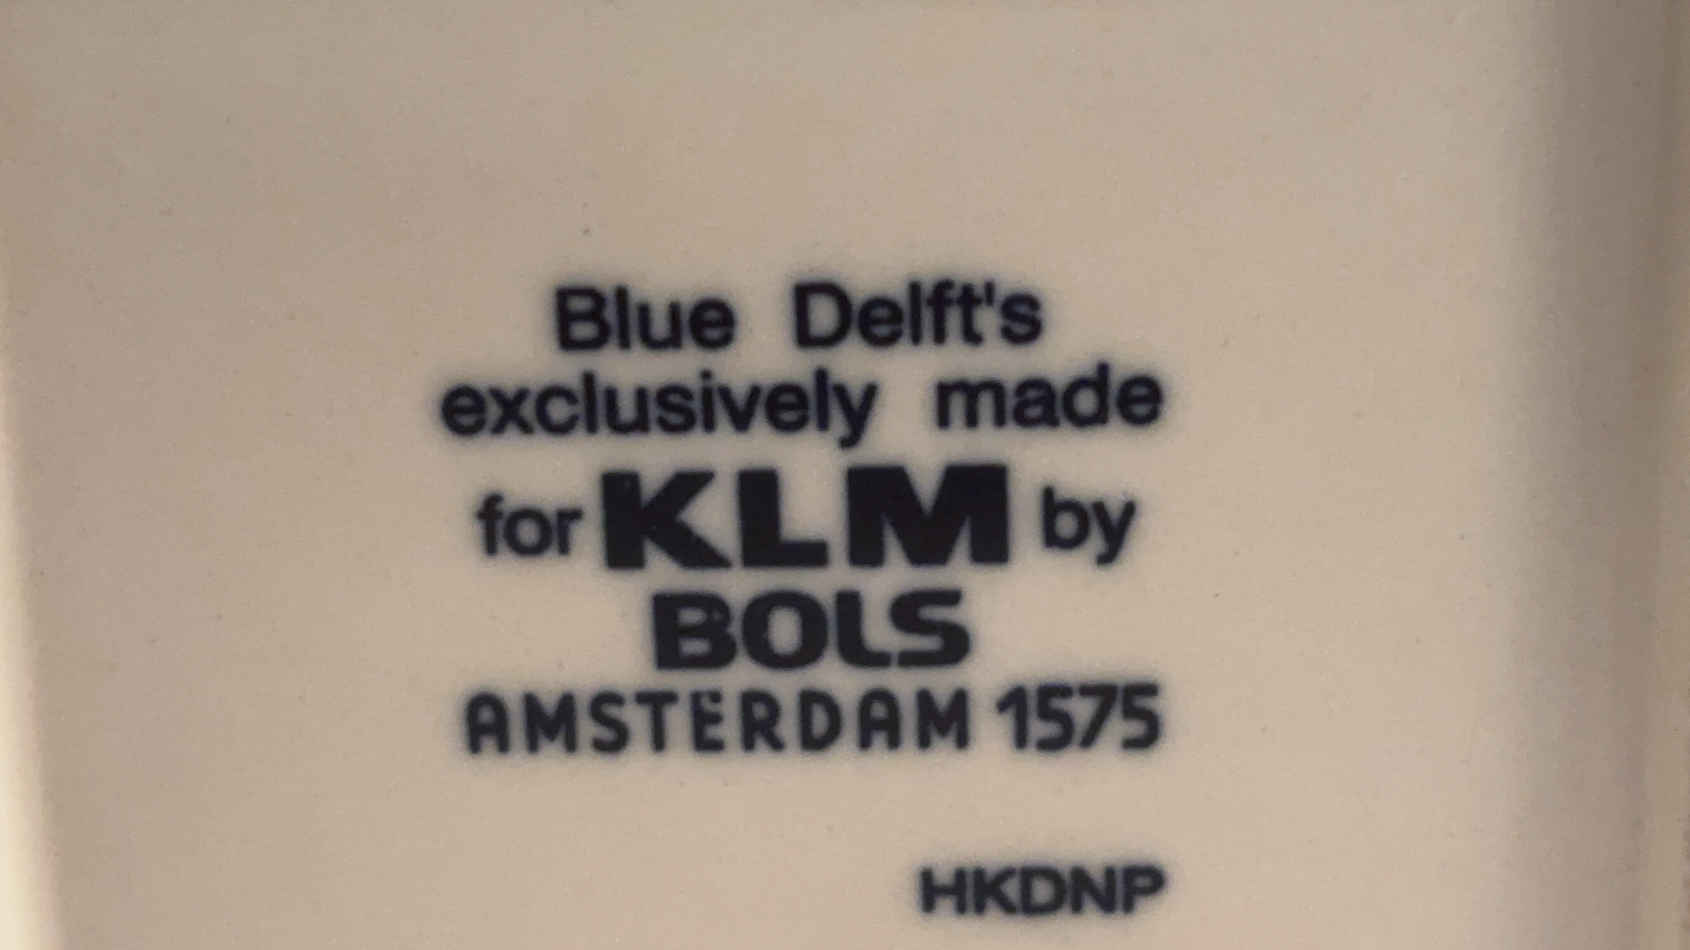 Blue Delft's
exclusively made
for KLM by
BOLS
AMSTERDAM 1575
HKDNP